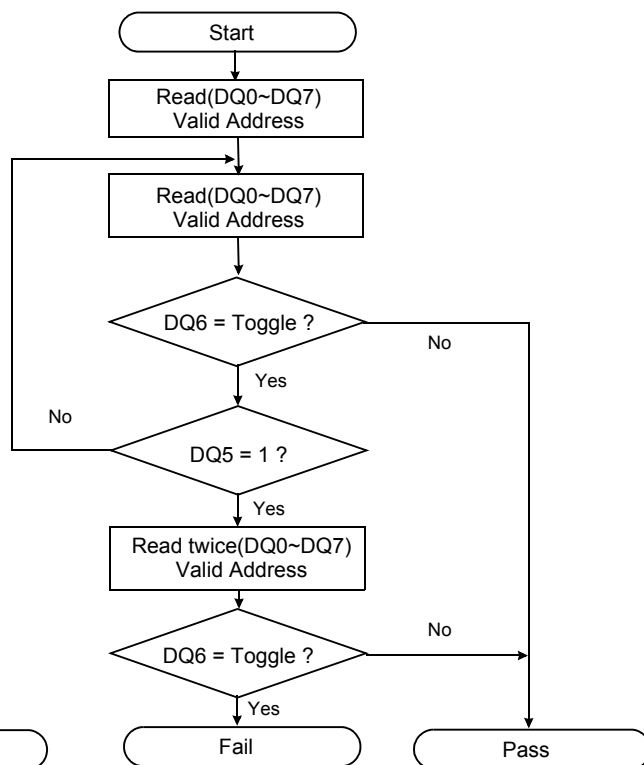 Start
Read(DQ0~DQ7)
Valid Address
Read(DQ0~DQ7)
Valid Address
DQ6 = Toggle ?
No
Yes
No
DQ5 = 1 ?
Yes
Read twice(DQ0~DQ7)
Valid Address
No
DQ6 = Toggle ?
Yes
Fail
Pass